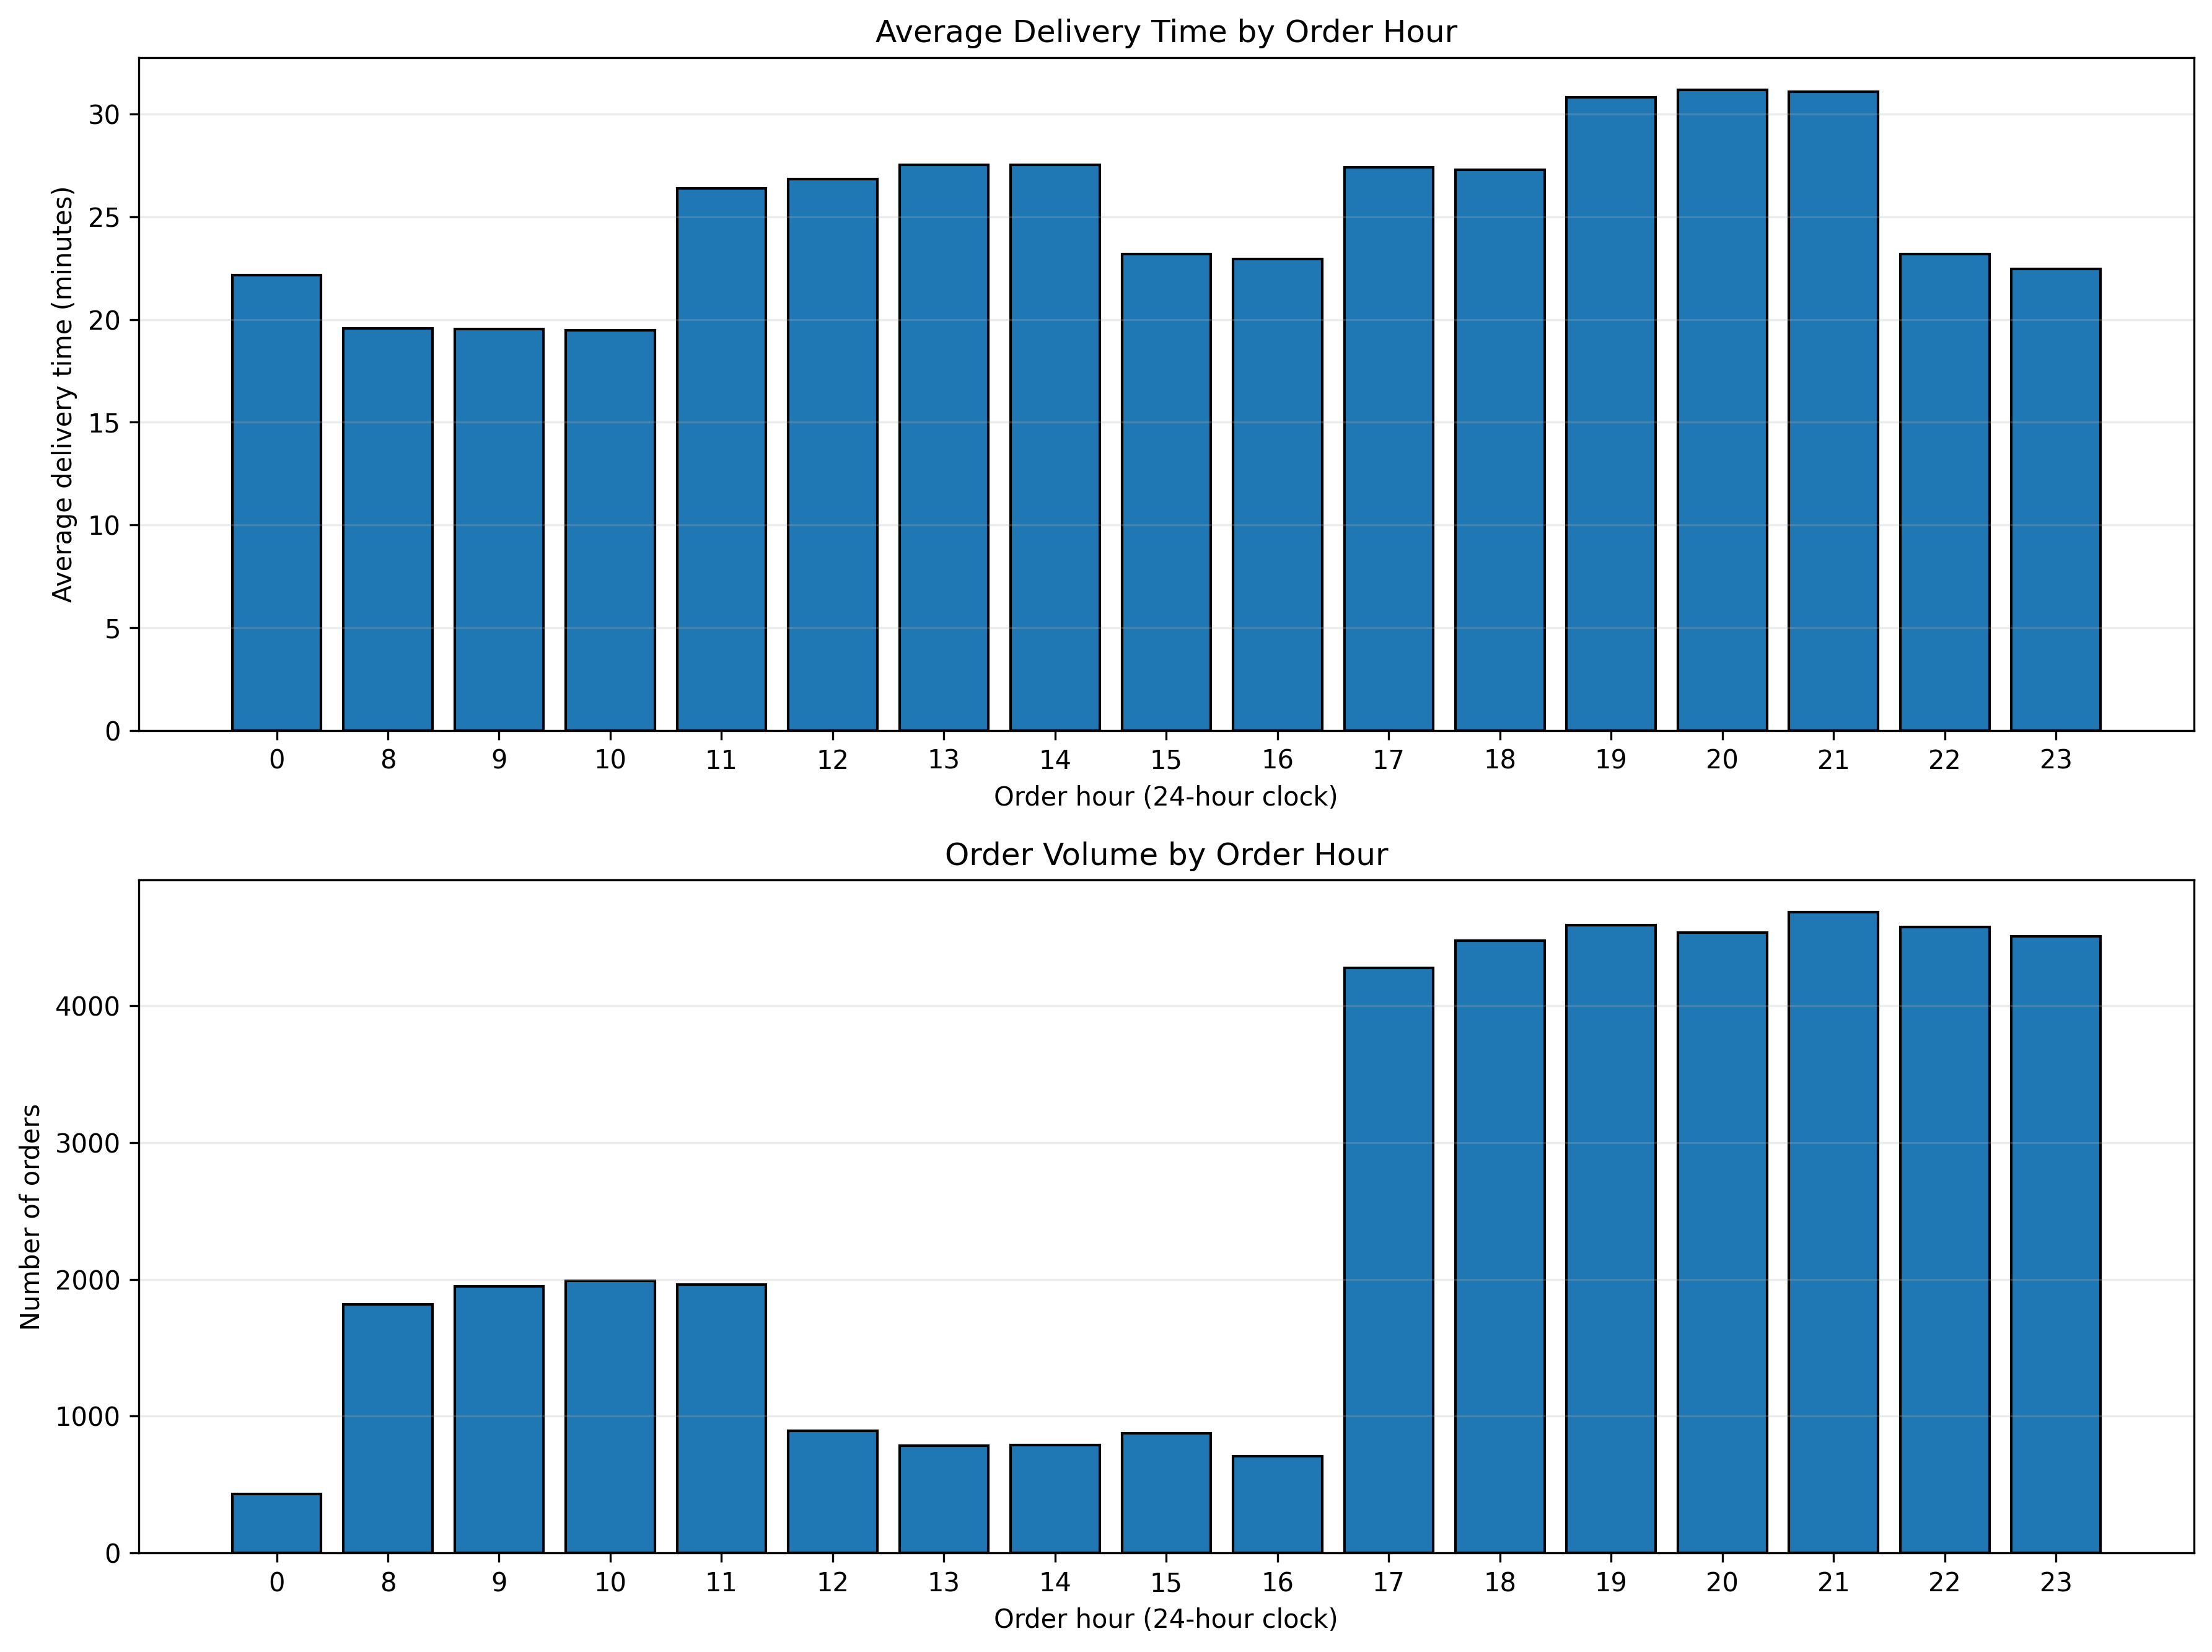 Average Delivery Time by Order Hour
Average delivery time (minutes)
30
25
20
15
10
5
0
0 8 9 10 11 12 13 14 15 16 17 18 19 20 21 22 23
Order hour (24-hour clock)
Order Volume by Order Hour
Number of orders
4000
3000
2000
1000
0
0 8 9 10 11 12 13 14 15 16 17 18 19 20 21 22 23
Order hour (24-hour clock)